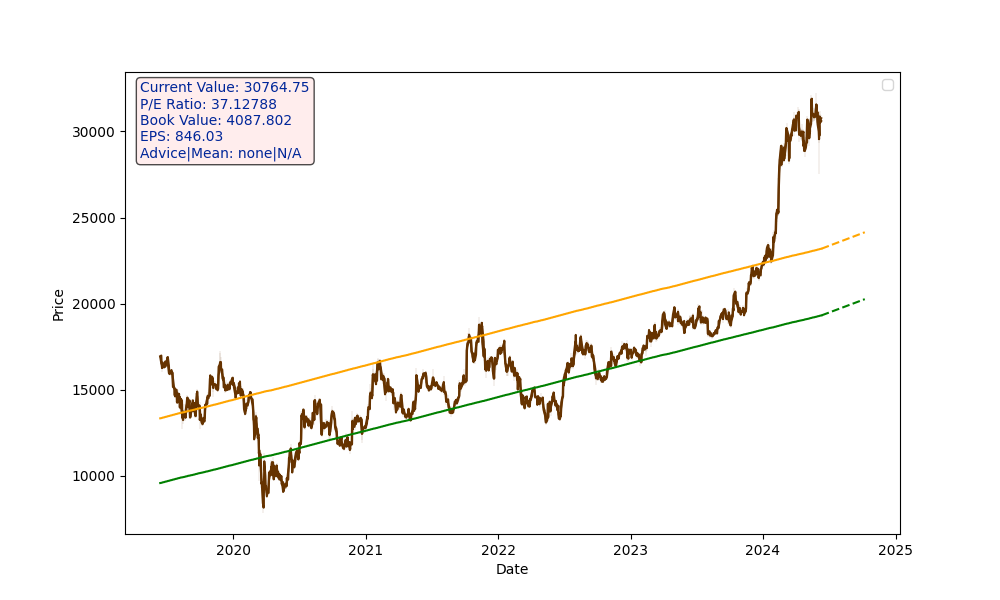 Current Value: 30764.75
P/E Ratio: 37.12788
Book Value: 4087.802
EPS: 846.03
Advice|Mean: none|N/A
Price
30000
25000
20000
15000
10000
2020 2021 2022 2023 2024 2025
Date